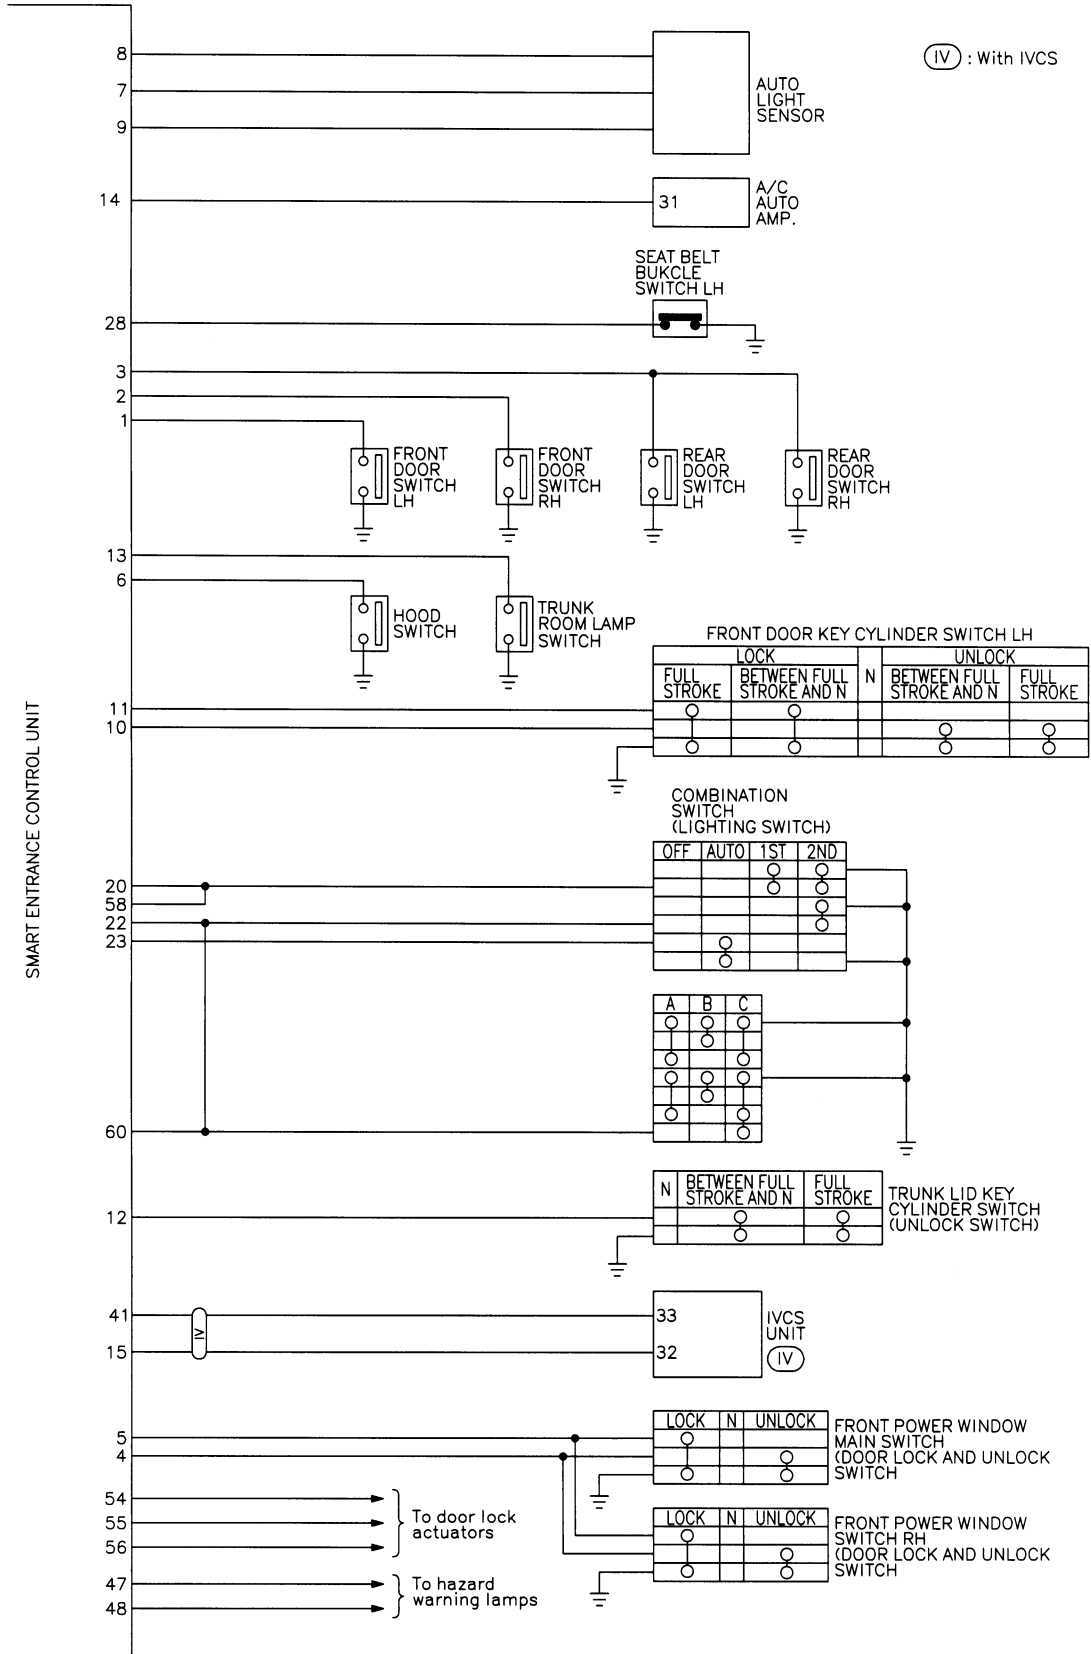 8
(IV) : With IVCS
7
AUTO
LIGHT
SENSOR
9
14
31
A/C
AUTO
AMP.
SEAT BELT
BUKCLE
SWITCH LH
28
3
2
1
FRONT
DOOR
SWITCH
LH
FRONT
DOOR
SWITCH
RH
REAR
DOOR
SWITCH
LH
REAR
DOOR
SWITCH
RH
13
6
HOOD
SWITCH
TRUNK
ROOM LAMP
SWITCH
FRONT DOOR KEY CYLINDER SWITCH LH
LOCK N UNLOCK
FULL STROKE
BETWEEN FULL STROKE AND N
BETWEEN FULL STROKE AND N
FULL STROKE
11
10
SMART ENTRANCE CONTROL UNIT
COMBINATION
SWITCH
(LIGHTING SWITCH)
OFF AUTO 1ST 2ND
20
58
22
23
A B C
60
N
BETWEEN FULL STROKE AND N
FULL STROKE
TRUNK LID KEY
CYLINDER SWITCH
(UNLOCK SWITCH)
12
41
IV
33
15
32
IVCS
UNIT
IV
LOCK N UNLOCK
FRONT POWER WINDOW
MAIN SWITCH
(DOOR LOCK AND UNLOCK
SWITCH
5
4
54
55
56
To door lock
actuators
LOCK N UNLOCK
FRONT POWER WINDOW
SWITCH RH
(DOOR LOCK AND UNLOCK
SWITCH
47
48
To hazard
warning lamps